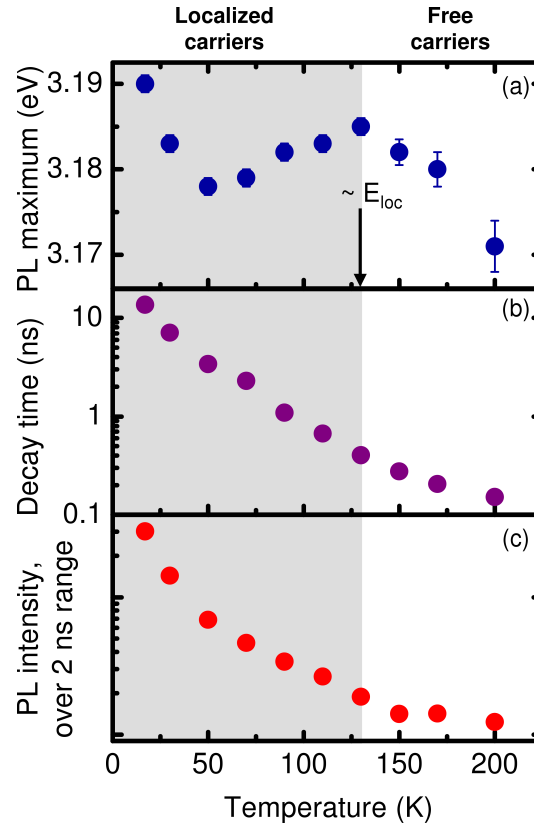 Localized carriers
Free carriers
(a)
PL maximum (eV)
3.19
3.18
3.17
~ E_loc
(b)
Decay time (ns)
10
1
0.1
(c)
PL intensity,
over 2 ns range
0
50
100
150
200
Temperature (K)